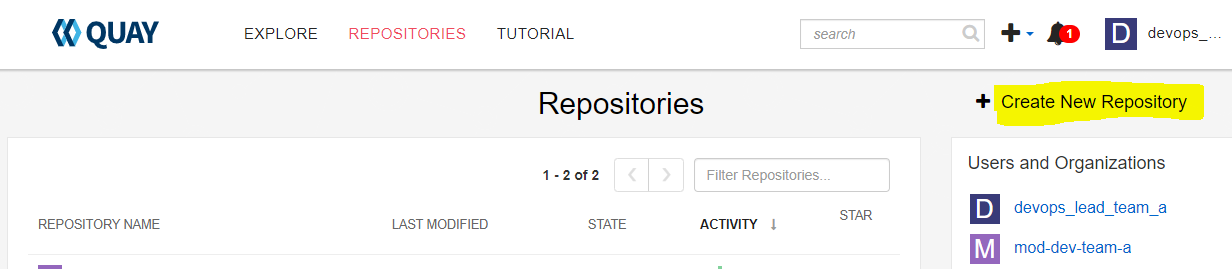 QUAY EXPLORE REPOSITORIES TUTORIAL search 1 D devops_...
Repositories + Create New Repository
1 - 2 of 2 Filter Repositories... Users and Organizations
REPOSITORY NAME LAST MODIFIED STATE ACTIVITY ↓ STAR
D devops_lead_team_a
M mod-dev-team-a